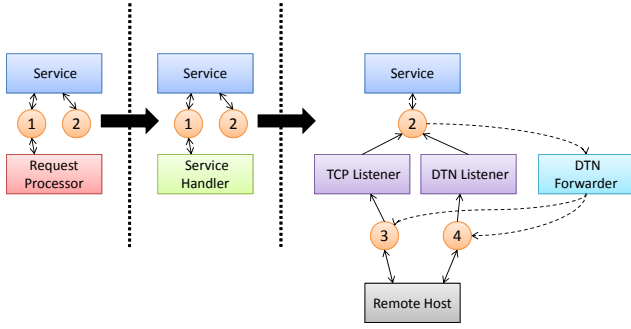 Service
1
2
Request
Processor
Service
1
2
Service
Handler
Service
2
TCP Listener
DTN Listener
DTN
Forwarder
3
4
Remote Host